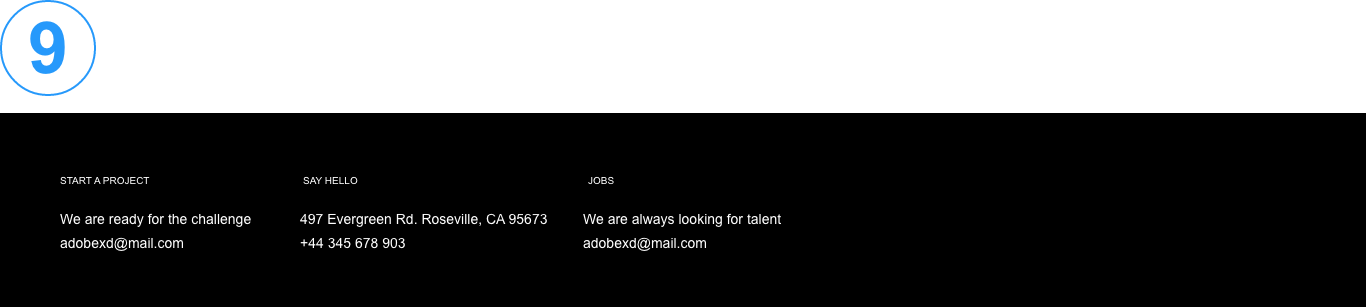 9
START A PROJECT
We are ready for the challenge
adobexd@mail.com
SAY HELLO
497 Evergreen Rd. Roseville, CA 95673
+44 345 678 903
JOBS
We are always looking for talent
adobexd@mail.com